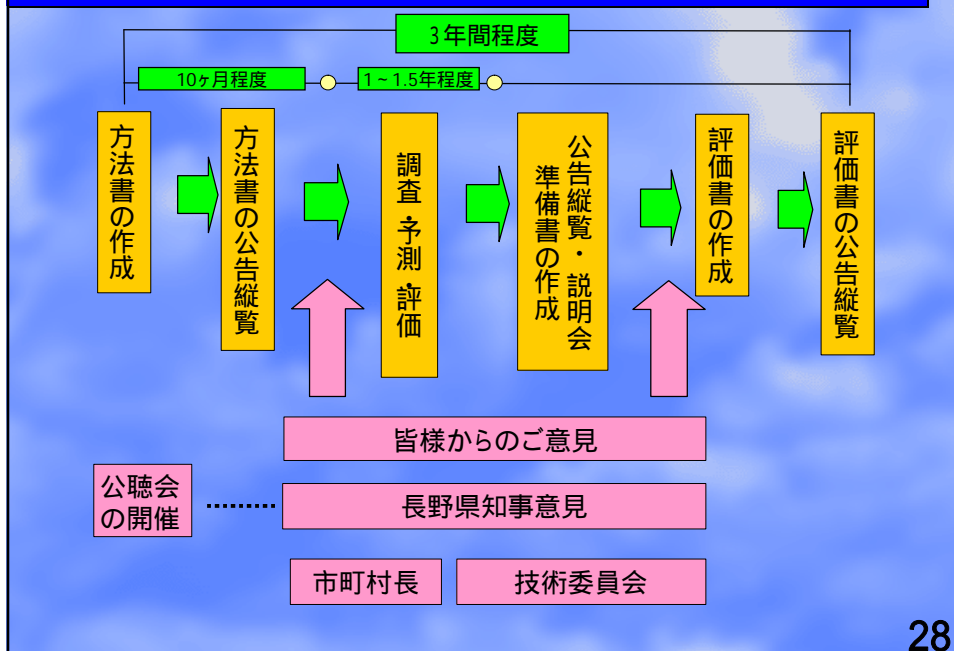 3年間程度
10ヶ月程度
1~1.5年程度
方法書の作成
方法書の公告縦覧
調査・予測・評価
公告縦覧・説明会
準備書の作成
評価書の作成
評価書の公告縦覧
皆様からのご意見
公聴会
の開催
長野県知事意見
市町村長
技術委員会
28